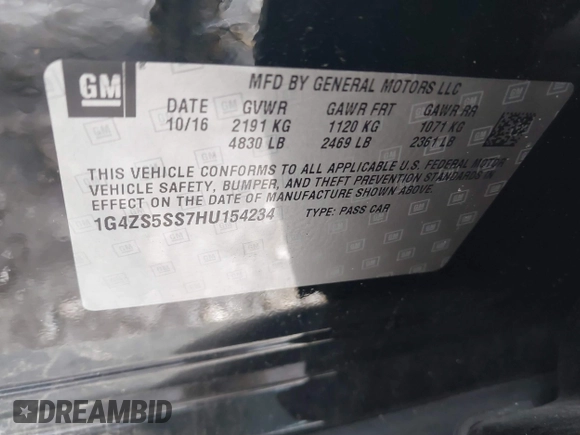 GM
MFD BY GENERAL MOTORS LLC
DATE GVWR GAWR FRT GAWR RR
10/16 2191 KG 1120 KG 1071 KG
4830 LB 2469 LB 2361 LB
THIS VEHICLE CONFORMS TO ALL APPLICABLE U.S. FEDERAL MOTOR
VEHICLE SAFETY, BUMPER, AND THEFT PREVENTION STANDARDS IN
EFFECT ON THE DATE OF MANUFACTURE SHOWN ABOVE.
1G4ZS5SS7HU154234 TYPE: PASS CAR
DREAMBID